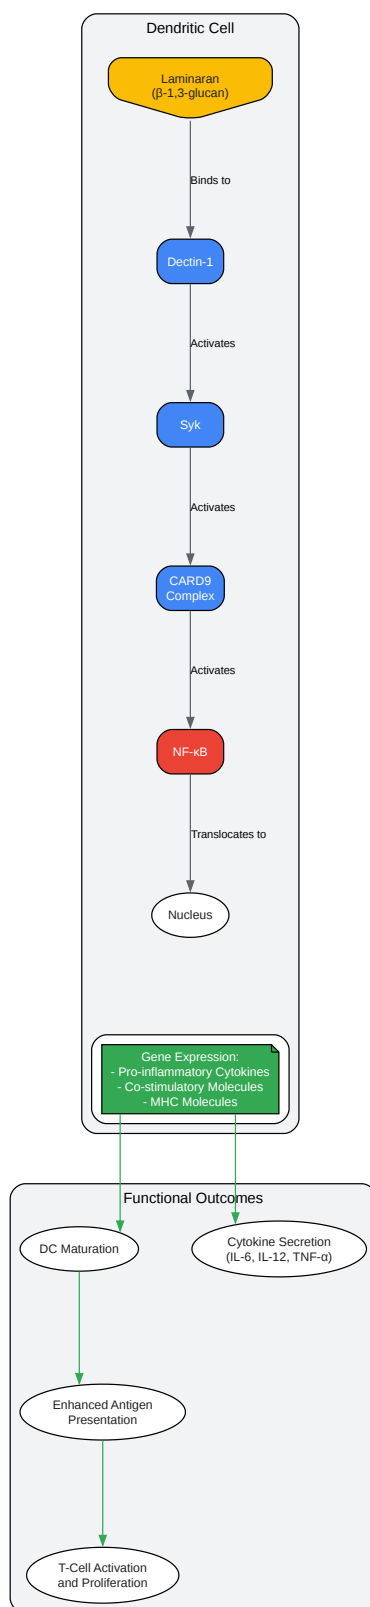 Dendritic Cell
Laminaran
(β-1,3-glucan)
Binds to
Dectin-1
Activates
Syk
Activates
CARD9
Complex
Activates
NF-κB
Translocates to
Nucleus
Gene Expression:
- Pro-inflammatory Cytokines
- Co-stimulatory Molecules
- MHC Molecules
Functional Outcomes
DC Maturation
Cytokine Secretion
(IL-6, IL-12, TNF-α)
Enhanced Antigen
Presentation
T-Cell Activation
and Proliferation